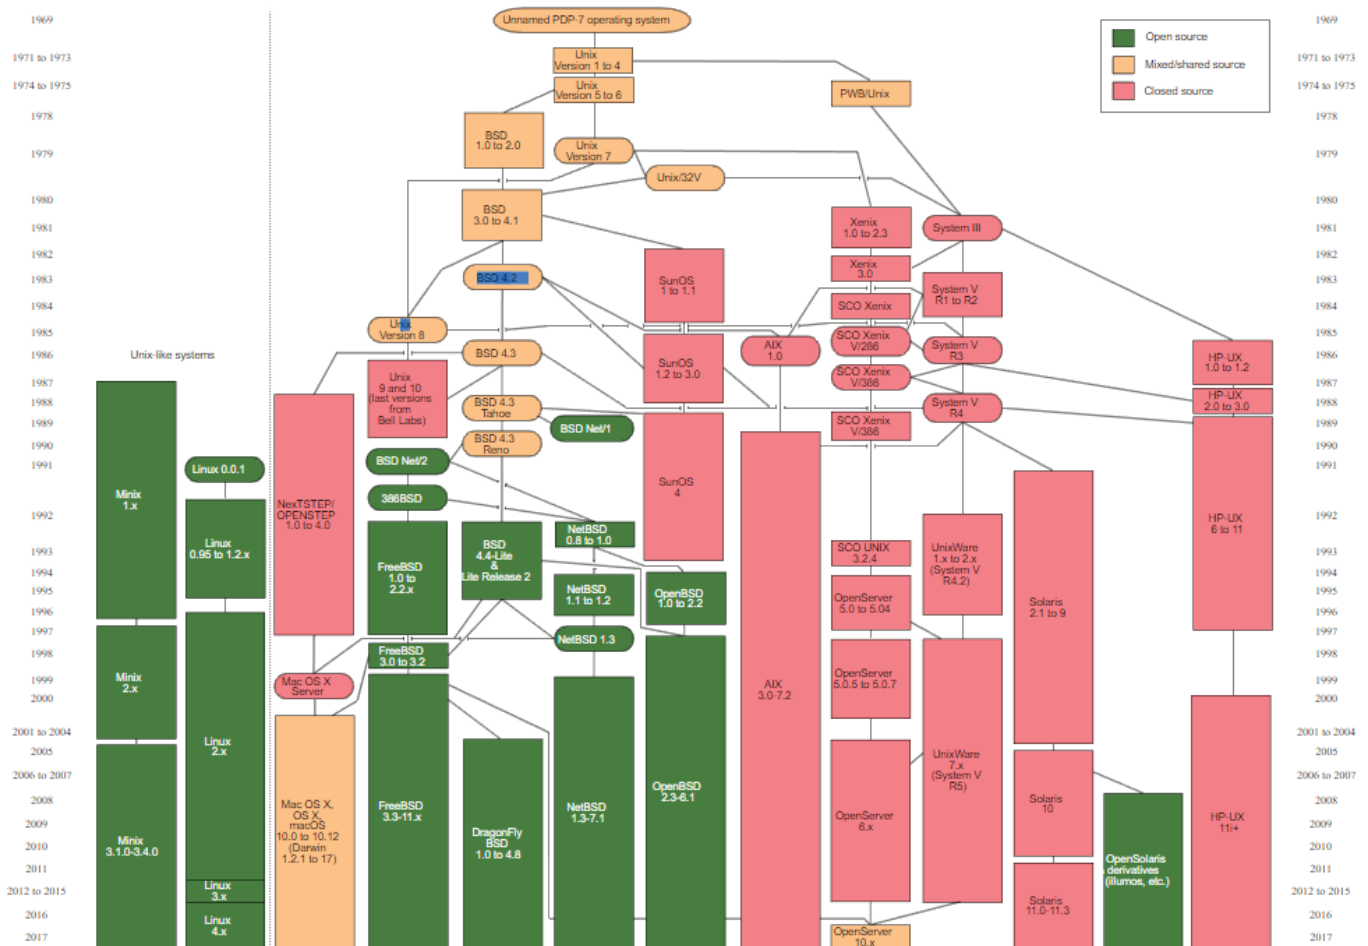 Unnamed PDP-7 operating system
Open source
Mixed/shared source
Closed source
1969
1971 to 1973
1974 to 1975
1978
1979
1980
1981
1982
1983
1984
1985
1986
1987
1988
1989
1990
1991
1992
1993
1994
1995
1996
1997
1998
1999
2000
2001 to 2004
2005
2006 to 2007
2008
2009
2010
2011
2012 to 2015
2016
2017
Unix-like systems
Minix
1.x
Minix
2.x
Minix
3.1.0-3.4.0
Linux 0.0.1
Linux
0.95 to 1.2.x
Linux
2.x
Linux
3.x
Linux
4.x
NexTSTEP/
OPENSTEP
1.0 to 4.0
Mac OS X
Server
Mac OS X,
OS X,
macOS
10.0 to 10.12
(Darwin
1.2.1 to 17)
Unix
Version 8
Unix
9 and 10
(last versions
from
Bell Labs)
BSD Net/2
386BSD
FreeBSD
1.0 to
2.2.x
FreeBSD
3.0 to 3.2
FreeBSD
3.3-11.x
BSD
1.0 to 2.0
BSD
3.0 to 4.1
BSD 4.2
BSD 4.3
BSD 4.3
Tahoe
BSD 4.3
Reno
BSD
4.4-Lite
&
Lite Release 2
DragonFly
BSD
1.0 to 4.8
Unix
Version 1 to 4
Unix
Version 5 to 6
Unix
Version 7
BSD Net/1
NetBSD
0.8 to 1.0
NetBSD
1.1 to 1.2
NetBSD 1.3
NetBSD
1.3-7.1
Unix/32V
SunOS
1 to 1.1
SunOS
1.2 to 3.0
SunOS
4
OpenBSD
1.0 to 2.2
OpenBSD
2.3-6.1
AIX
1.0
AIX
3.0-7.2
PWB/Unix
Xenix
1.0 to 2.3
Xenix
3.0
SCO Xenix
SCO Xenix
V/286
SCO Xenix
V/386
SCO Xenix
V/386
SCO UNIX
3.2.4
OpenServer
5.0 to 5.04
OpenServer
5.0.5 to 5.0.7
OpenServer
6.x
OpenServer
10.x
System III
System V
R1 to R2
System V
R3
System V
R4
UnixWare
1.x to 2.x
(System V
R4.2)
UnixWare
7.x
(System V
R5)
Solaris
2.1 to 9
Solaris
10
Solaris
11.0-11.3
OpenSolaris
derivatives
(illumos, etc.)
HP-UX
1.0 to 1.2
HP-UX
2.0 to 3.0
HP-UX
6 to 11
HP-UX
11i+
1969
1971 to 1973
1974 to 1975
1978
1979
1980
1981
1982
1983
1984
1985
1986
1987
1988
1989
1990
1991
1992
1993
1994
1995
1996
1997
1998
1999
2000
2001 to 2004
2005
2006 to 2007
2008
2009
2010
2011
2012 to 2015
2016
2017